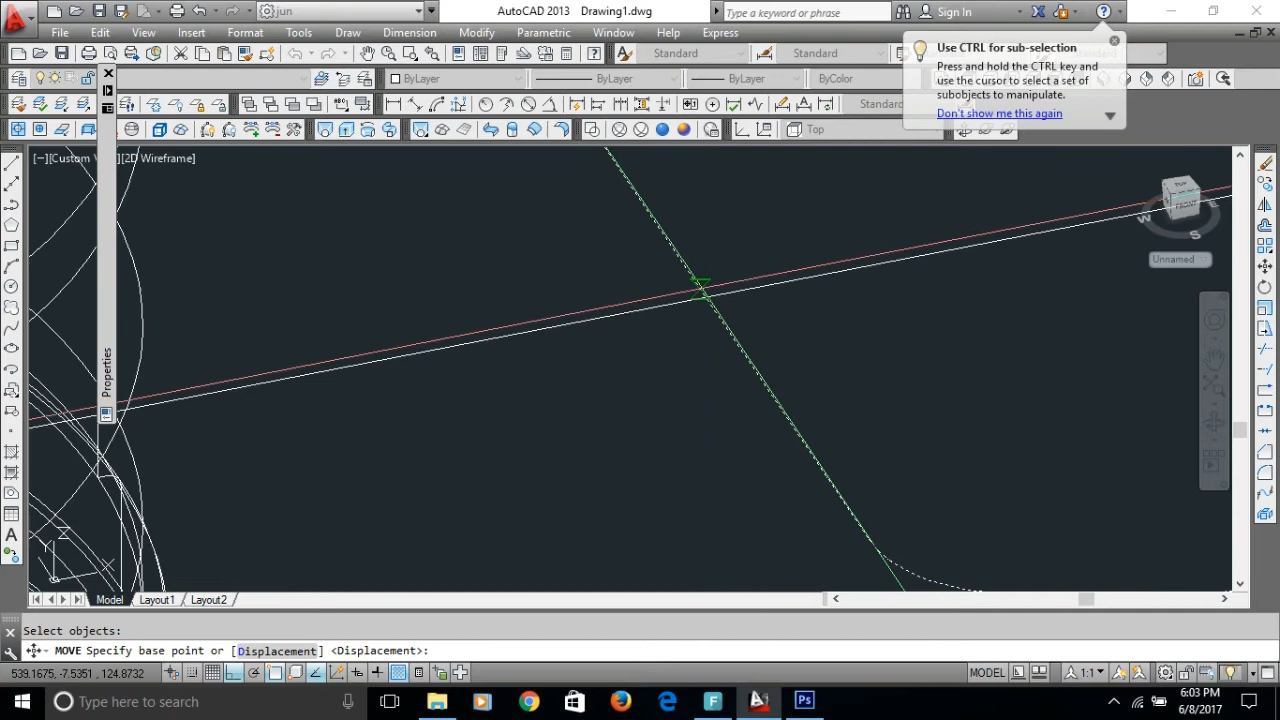 jun
AutoCAD 2013 Drawing1.dwg
Type a keyword or phrase
Sign In
File Edit View Insert Format Tools Draw Dimension Modify Parametric Window Help Express
Standard
Standard
ByLayer
ByLayer
ByLayer
ByColor
Standard
Top
Use CTRL for sub-selection
Press and hold the CTRL key and
use the cursor to select a set of
subobjects to manipulate.
Don't show me this again
[−][Custom V
][2D Wireframe]
TOP
FRONT
W
S
Unnamed
Properties
Y
Z
X
Model Layout1 Layout2
Select objects:
MOVE Specify base point or [Displacement] <Displacement>:
539.1675, -7.5351, 124.8732
MODEL
1:1
Type here to search
F
Ps
6:03 PM
6/8/2017